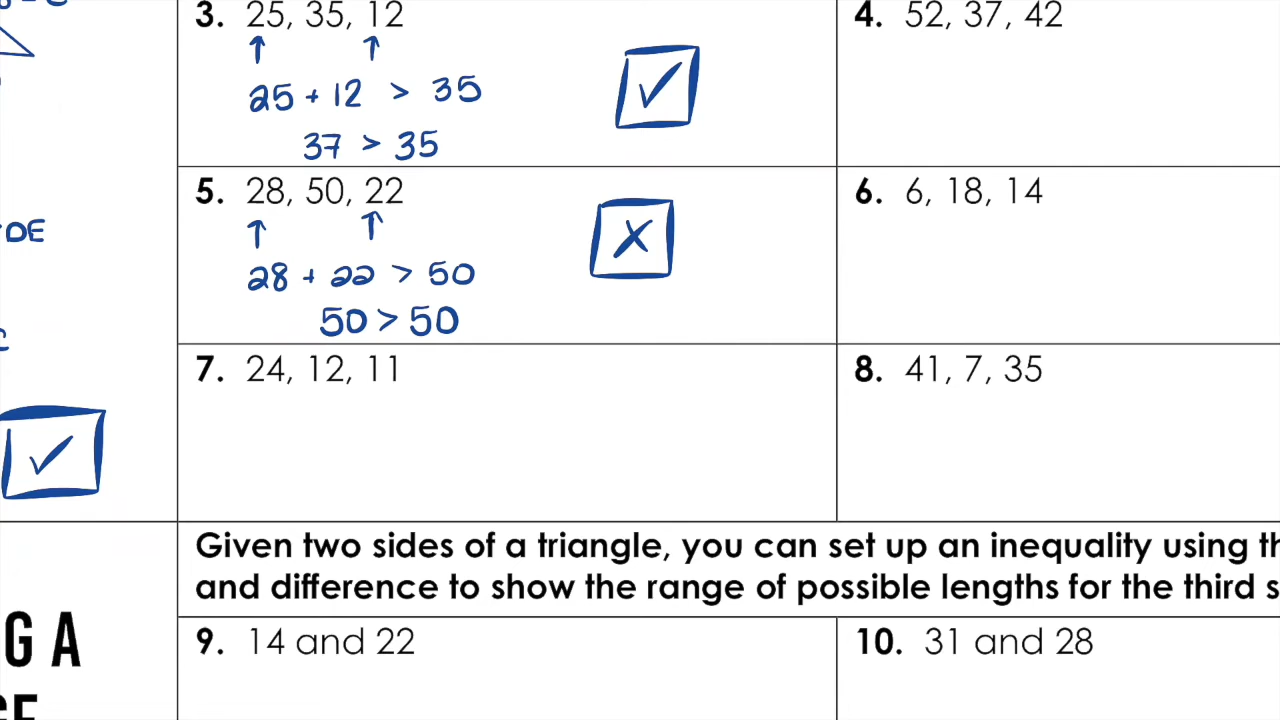 3. 25, 35, 12
↑ ↑
25 + 12 > 35
37 > 35
✓
4. 52, 37, 42
5. 28, 50, 22
↑ ↑
28 + 22 > 50
50 > 50
X
6. 6, 18, 14
DE
✓
7. 24, 12, 11
8. 41, 7, 35
Given two sides of a triangle, you can set up an inequality using
and difference to show the range of possible lengths for the third
G A
9. 14 and 22
10. 31 and 28